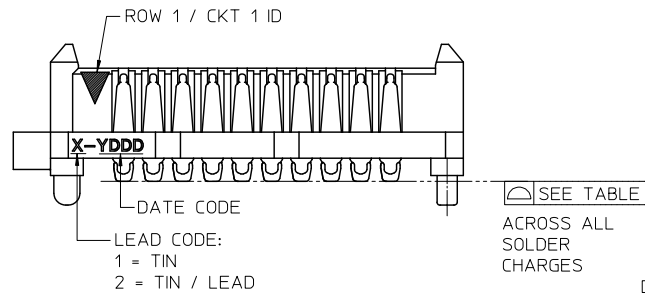 ROW 1 / CKT 1 ID
X-YDDD
DATE CODE
SEE TABLE
LEAD CODE:
1 = TIN
2 = TIN / LEAD
ACROSS ALL
SOLDER
CHARGES